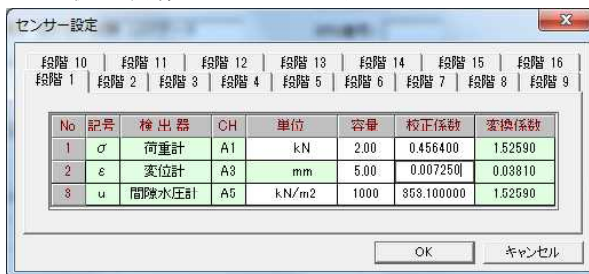 センサー設定
段階 10 段階 11 段階 12 段階 13 段階 14 段階 15 段階 16
段階 1 段階 2 段階 3 段階 4 段階 5 段階 6 段階 7 段階 8 段階 9
No 記号 検出器 CH 単位 容量 校正係数 変換係数
1 σ 荷重計 A1 kN 2.00 0.456400 1.52590
2 ε 変位計 A3 mm 5.00 0.007250 0.03810
3 u 間隙水圧計 A5 kN/m2 1000 353.100000 1.52590
OK キャンセル